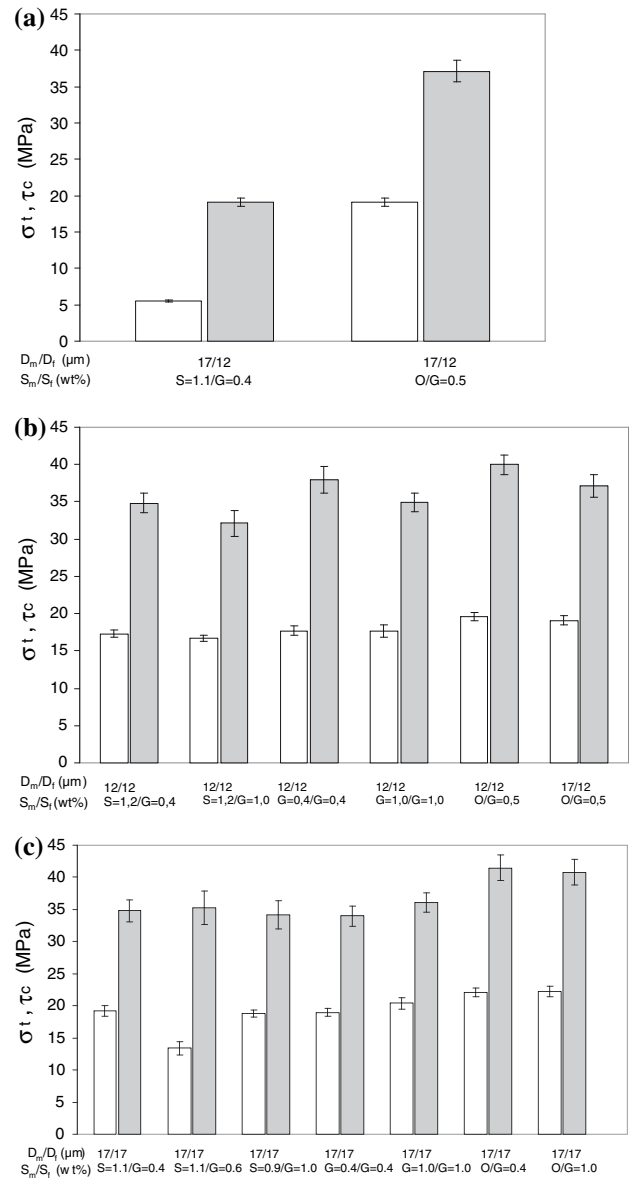 (a)
45
40
35
30
25
20
15
10
5
0
σt , τc (MPa)
Dm/Df (µm) 17/12 17/12
Sm/Sf (wt%) S=1.1/G=0.4 O/G=0.5
(b)
45
40
35
30
25
20
15
10
5
0
σt , τc (MPa)
Dm/Df (µm) 12/12 12/12 12/12 12/12 12/12 17/12
Sm/Sf (wt%) S=1,2/G=0,4 S=1,2/G=1,0 G=0,4/G=0,4 G=1,0/G=1,0 O/G=0,5 O/G=0,5
(c)
45
40
35
30
25
20
15
10
5
0
σt , τc (MPa)
Dm/Df (µm) 17/17 17/17 17/17 17/17 17/17 17/17 17/17
Sm/Sf (wt%) S=1.1/G=0.4 S=1.1/G=0.6 S=0.9/G=1.0 G=0.4/G=0.4 G=1.0/G=1.0 O/G=0.4 O/G=1.0